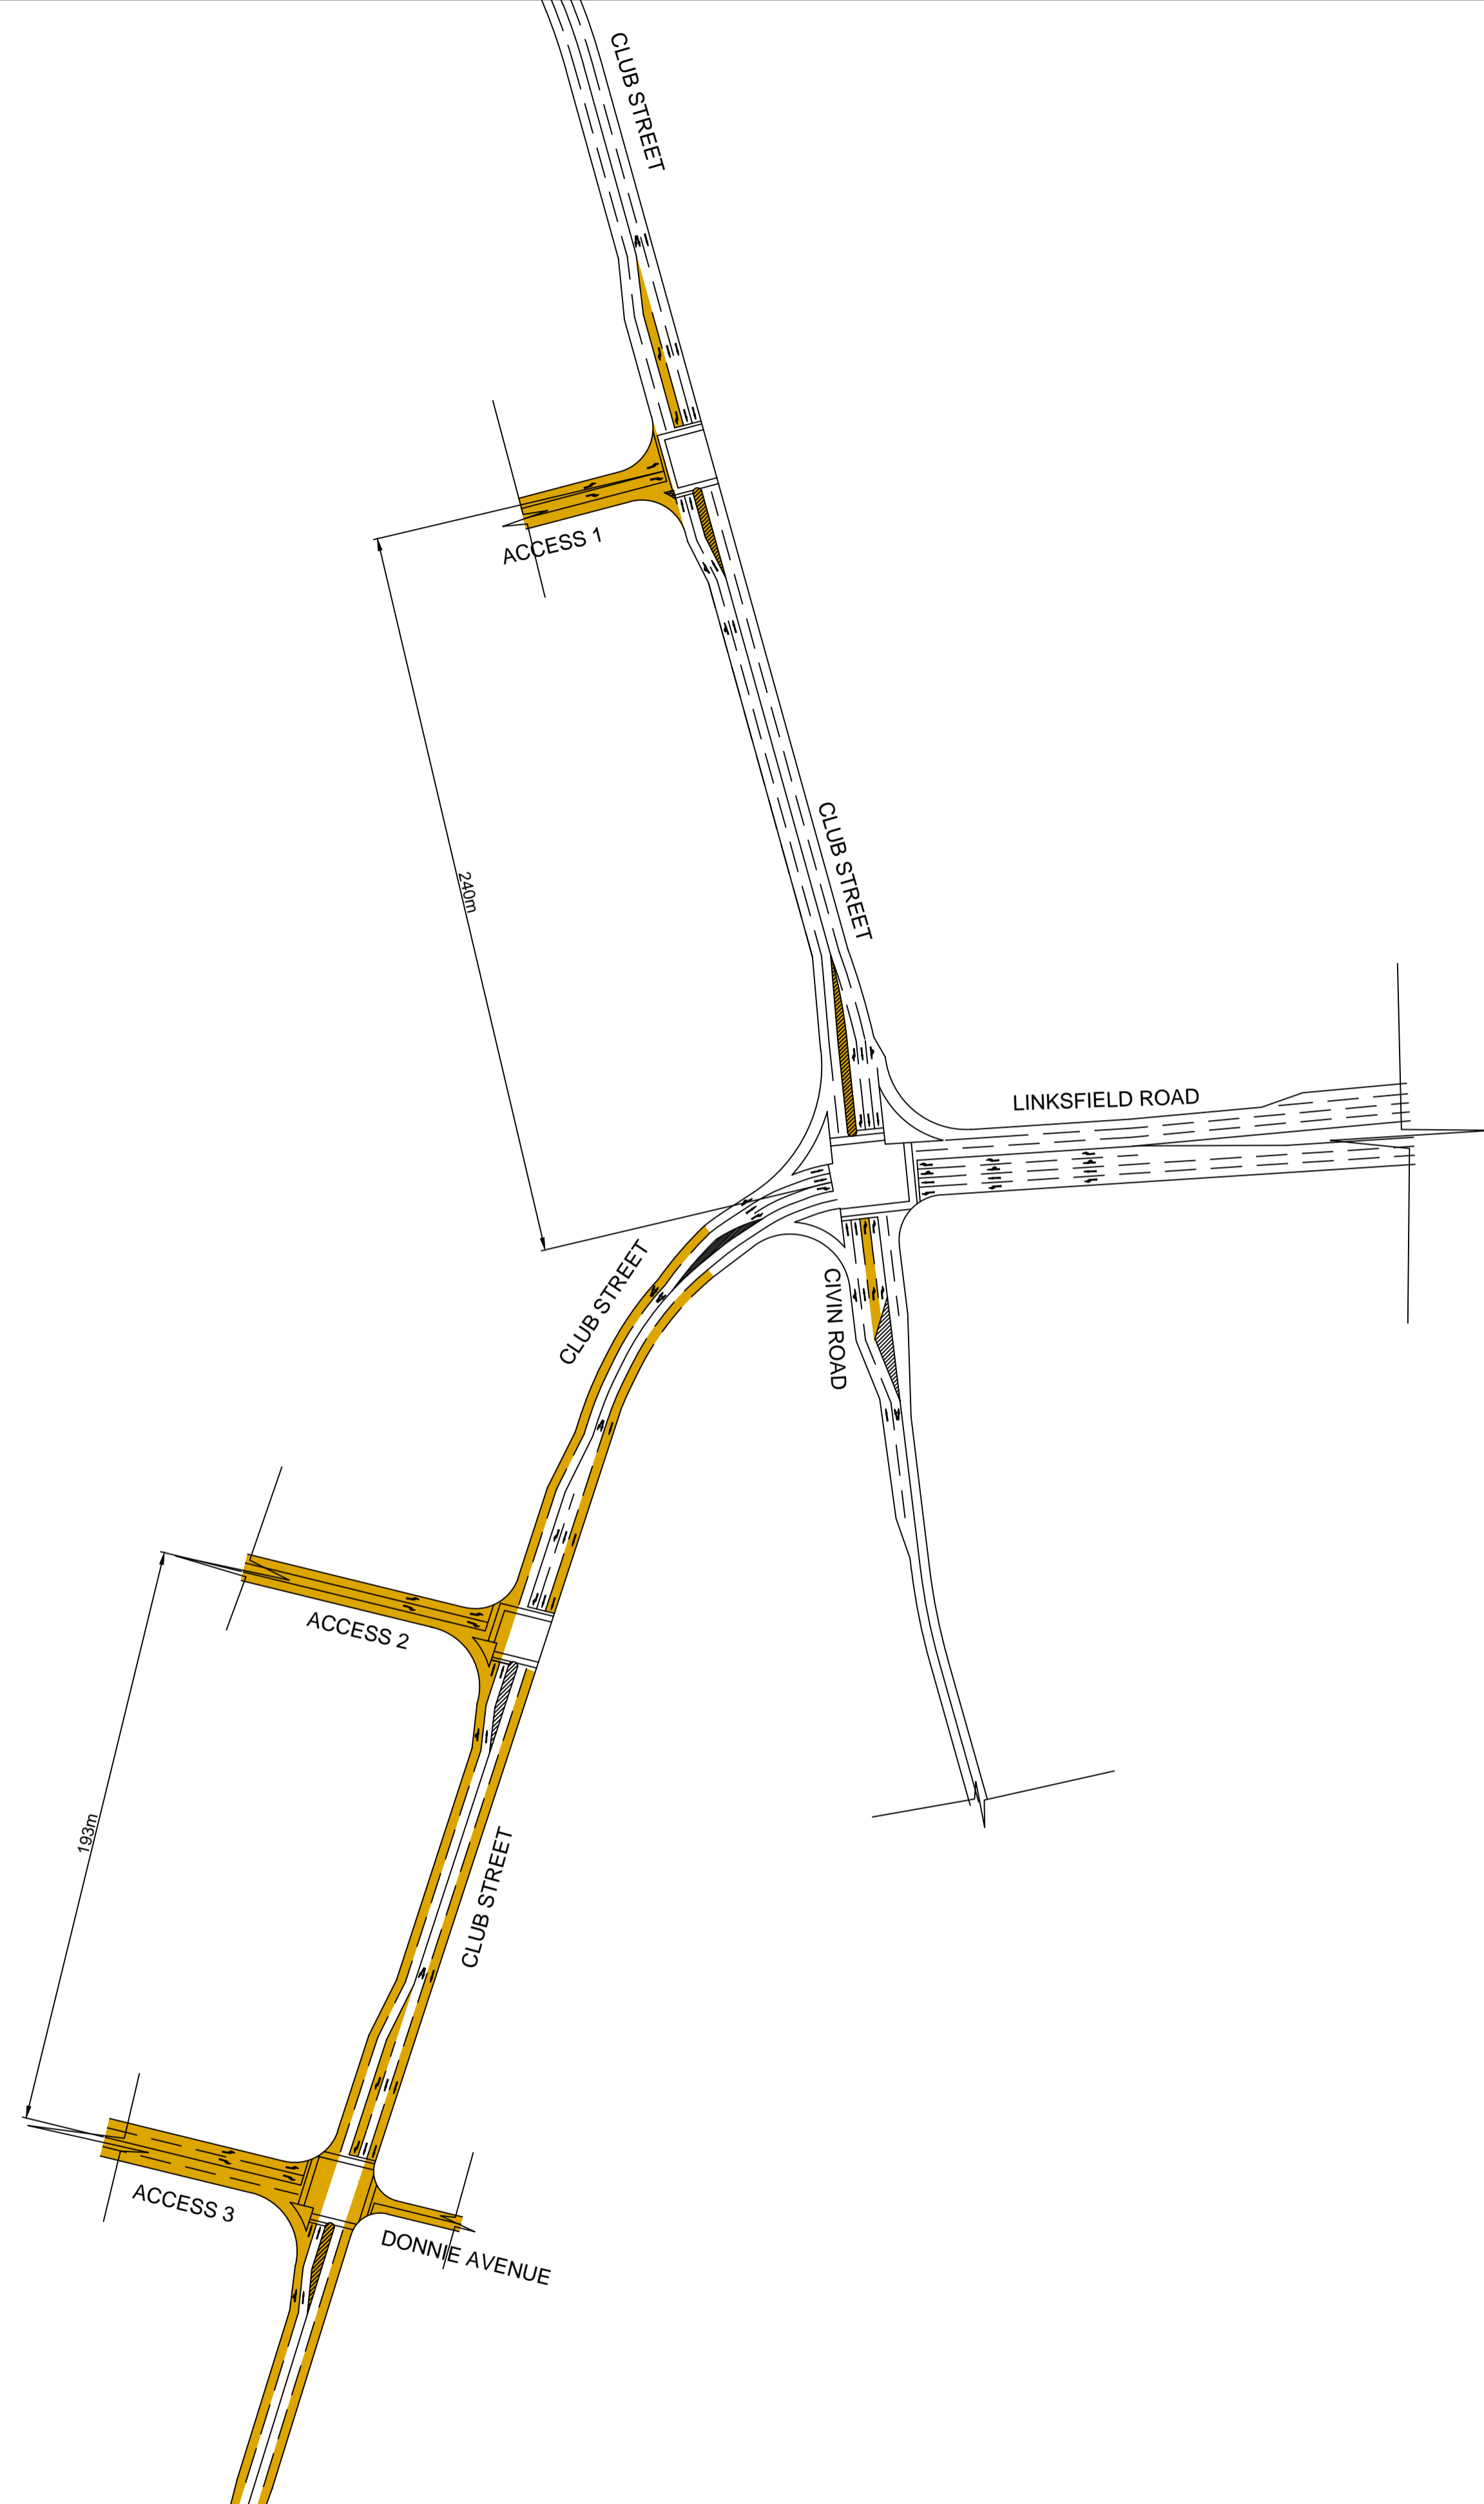 CLUB STREET
ACCESS 1
240m
CLUB STREET
LINKSFIELD ROAD
CLUB STREET
CIVIN ROAD
ACCESS 2
193m
CLUB STREET
ACCESS 3
DONNIE AVENUE